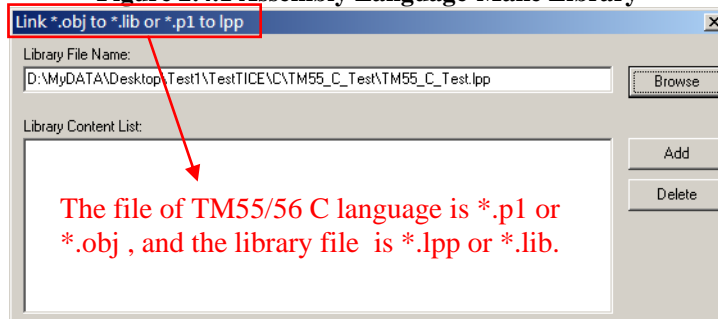 Link *.obj to *.lib or *.p1 to lpp
Library File Name:
D:\MyDATA\Desktop\Test1\TestTICE\C\TM55_C_Test\TM55_C_Test.lpp
Browse
Library Content List:
Add
Delete
The file of TM55/56 C language is *.p1 or
*.obj , and the library file is *.lpp or *.lib.